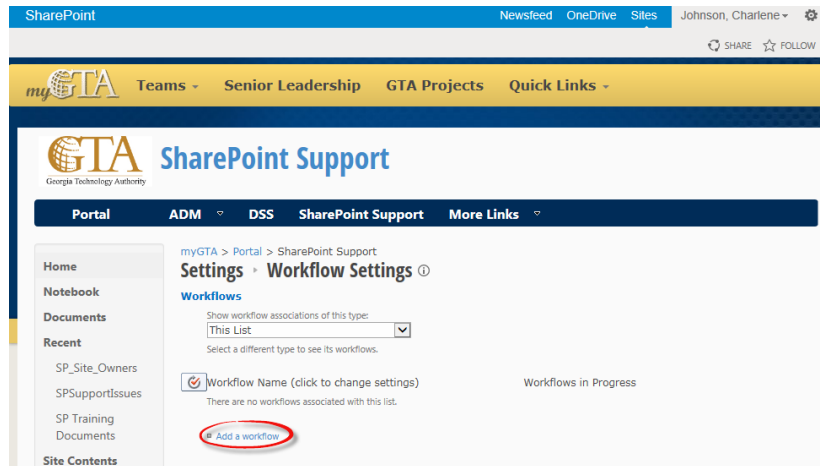 SharePoint Newsfeed OneDrive Sites Johnson, Charlene
SHARE FOLLOW
myGTA Teams Senior Leadership GTA Projects Quick Links
GTA
Georgia Technology Authority
SharePoint Support
Portal ADM DSS SharePoint Support More Links
Home
Notebook
Documents
Recent
SP_Site_Owners
SPSupportIssues
SP Training
Documents
Site Contents
myGTA > Portal > SharePoint Support
Settings Workflow Settings
Workflows
Show workflow associations of this type:
This List
Select a different type to see its workflows.
Workflow Name (click to change settings) Workflows in Progress
There are no workflows associated with this list.
Add a workflow